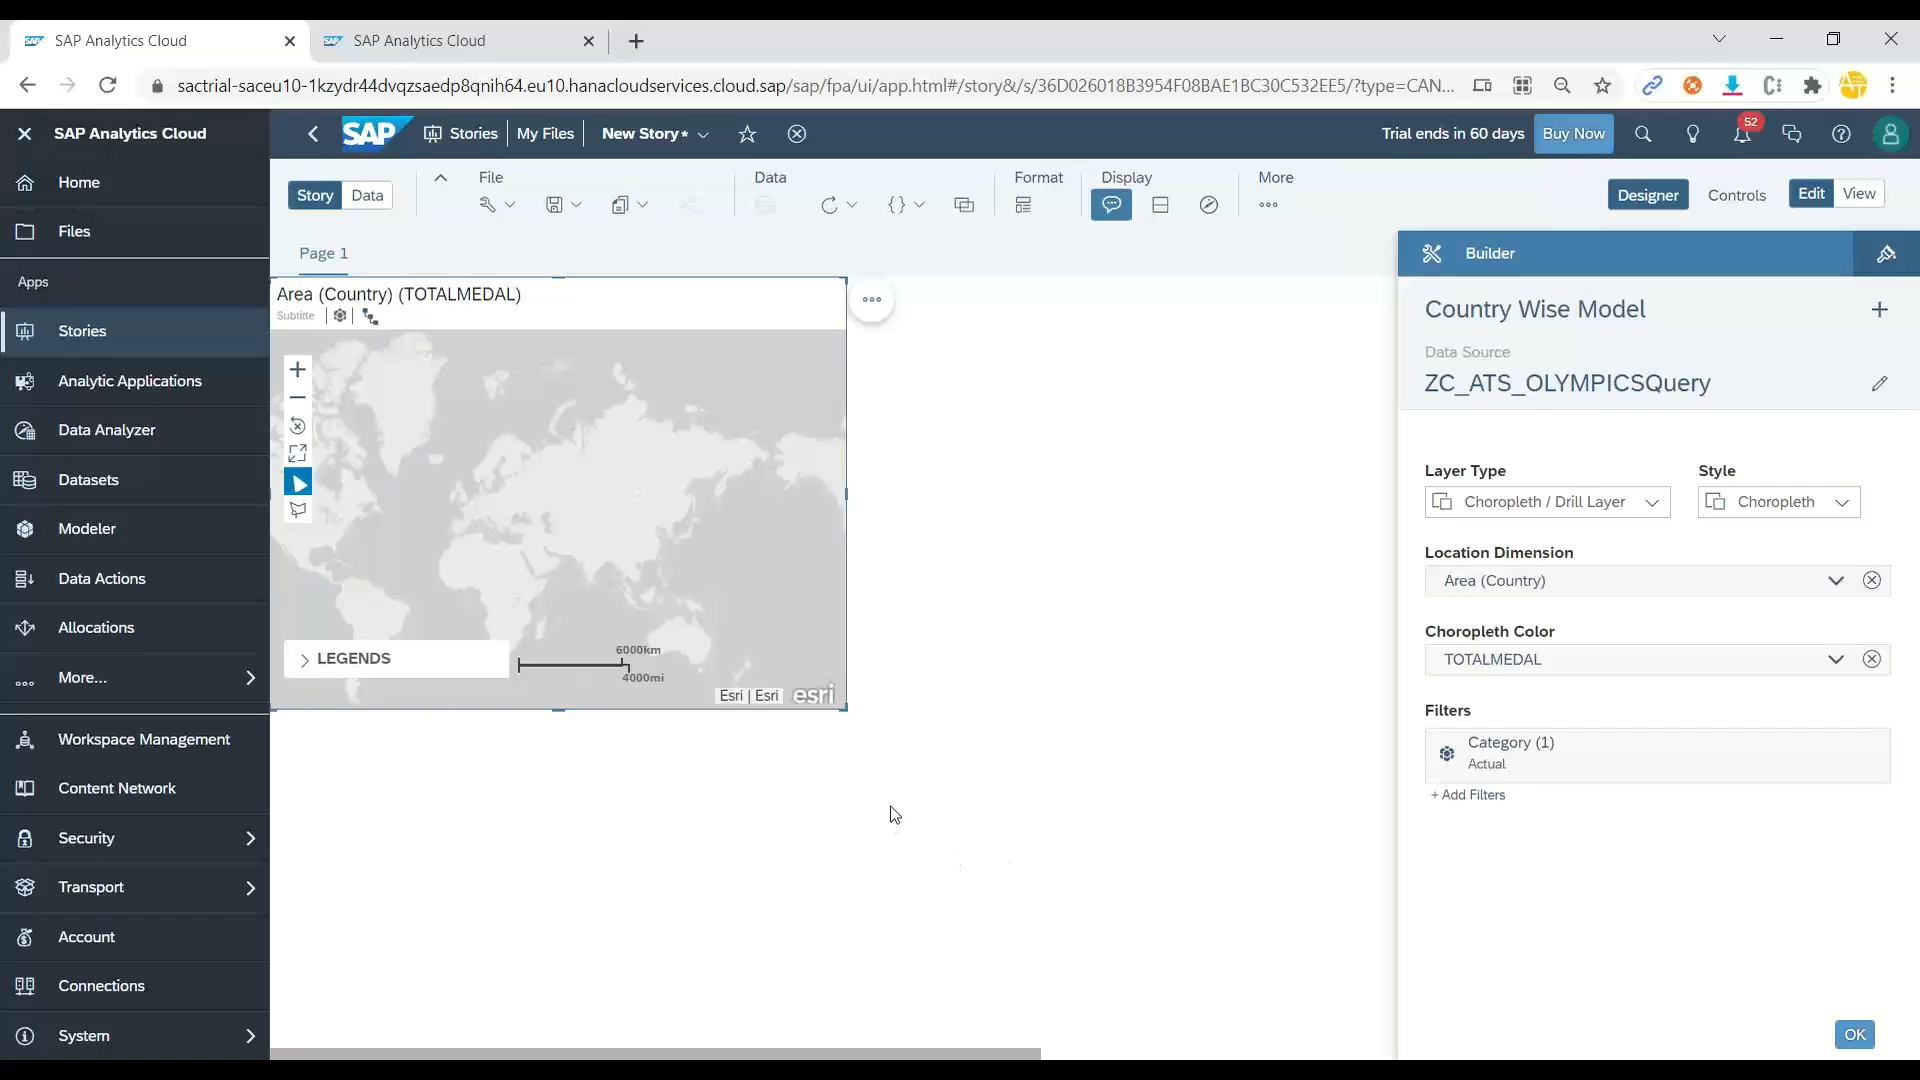 SAP Analytics Cloud
SAP Analytics Cloud
sactrial-saceu10-1kzydr44dvqzsaedp8qnih64.eu10.hanacloudservices.cloud.sap/sap/fpa/ui/app.html#/story&/s/36D026018B3954F08BAE1BC30C532EE5/?type=CAN...
SAP Analytics Cloud
SAP
Stories
My Files
New Story*
Trial ends in 60 days
Buy Now
52
Home
Files
Apps
Stories
Analytic Applications
Data Analyzer
Datasets
Modeler
Data Actions
Allocations
More...
Workspace Management
Content Network
Security
Transport
Account
Connections
System
Story
Data
File
Data
Format
Display
More
Designer
Controls
Edit
View
Page 1
Area (Country) (TOTALMEDAL)
Subtitle
LEGENDS
6000km
4000mi
Esri | Esri
esri
Builder
Country Wise Model
Data Source
ZC_ATS_OLYMPICSQuery
Layer Type
Style
Choropleth / Drill Layer
Choropleth
Location Dimension
Area (Country)
Choropleth Color
TOTALMEDAL
Filters
Category (1)
Actual
+ Add Filters
OK